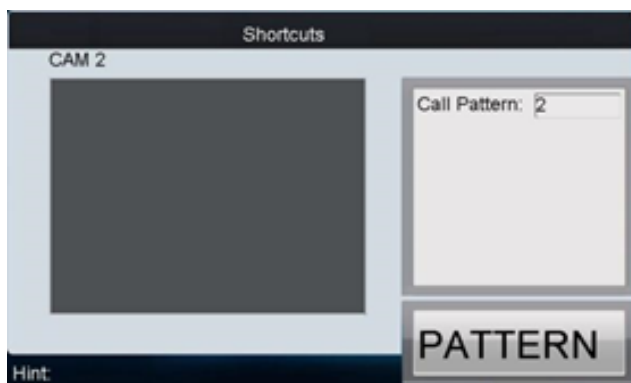 Shortcuts
CAM 2
Call Pattern: 2
PATTERN
Hint: